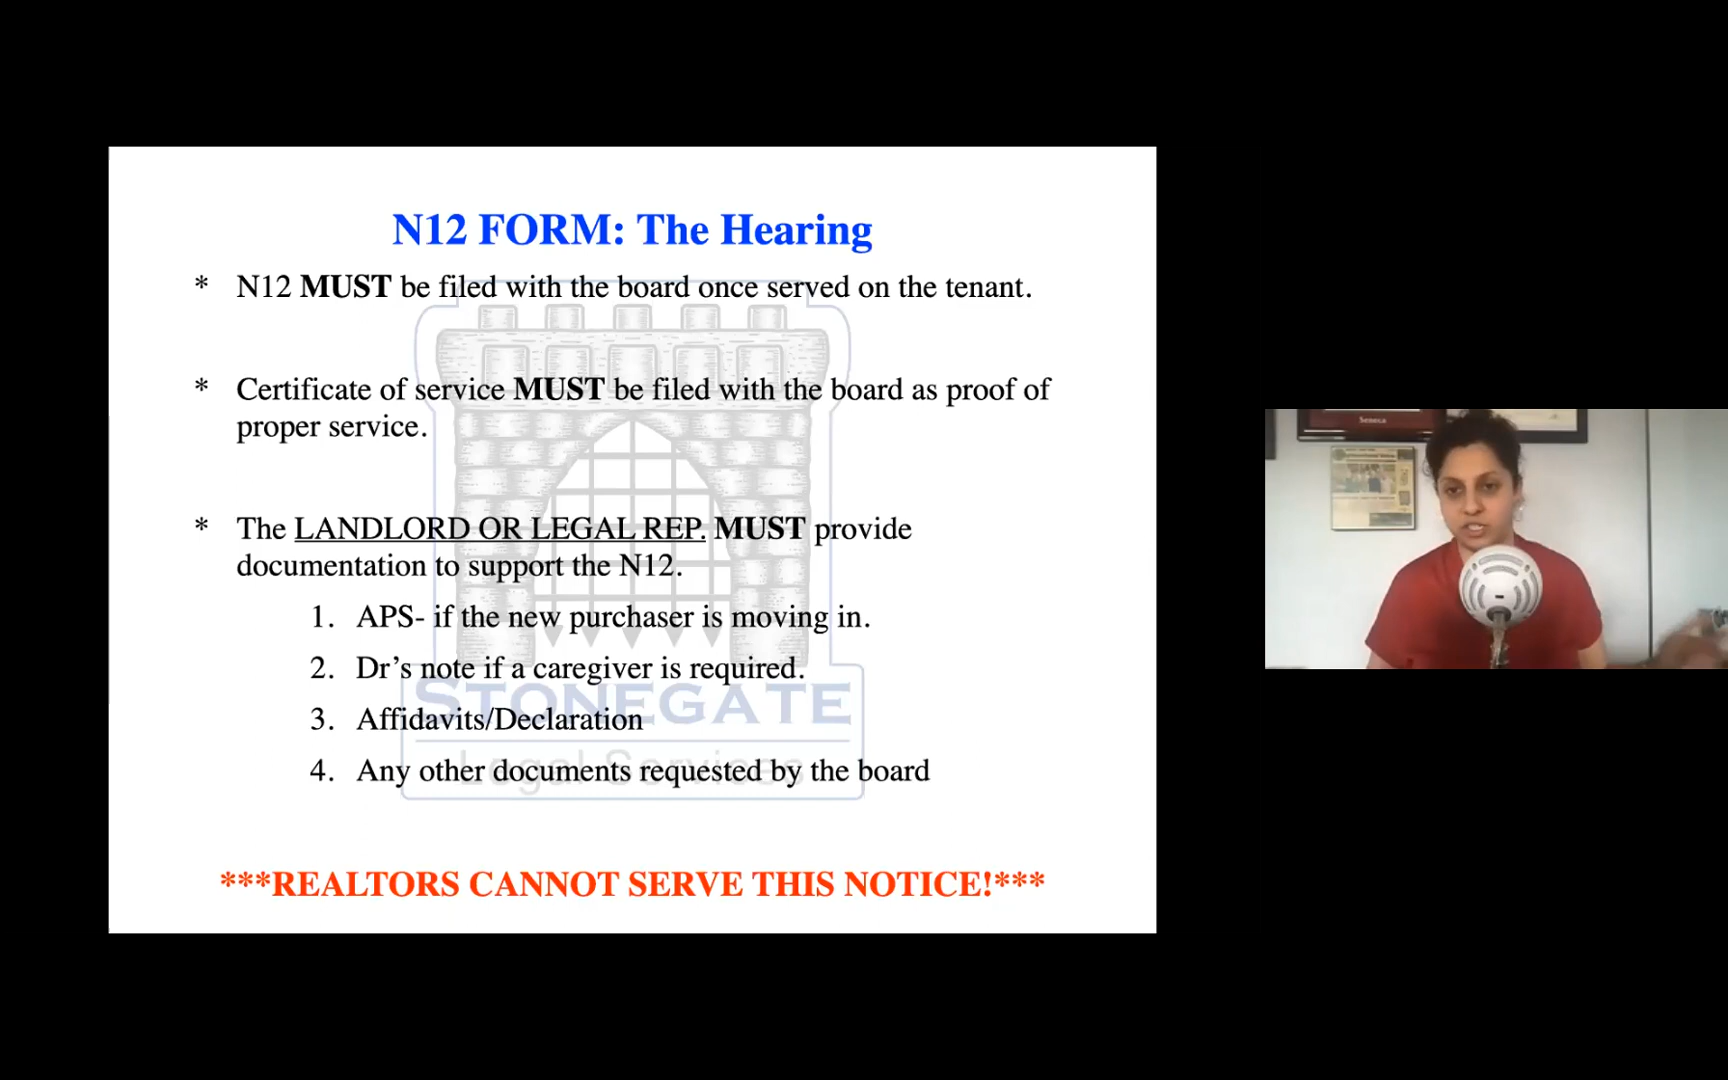 N12 FORM: The Hearing
* N12 MUST be filed with the board once served on the tenant.
* Certificate of service MUST be filed with the board as proof of
proper service.
* The LANDLORD OR LEGAL REP. MUST provide
documentation to support the N12.
1. APS- if the new purchaser is moving in.
2. Dr’s note if a caregiver is required.
3. Affidavits/Declaration
4. Any other documents requested by the board
STONEGATE
Legal Services
***REALTORS CANNOT SERVE THIS NOTICE!***
Seneca